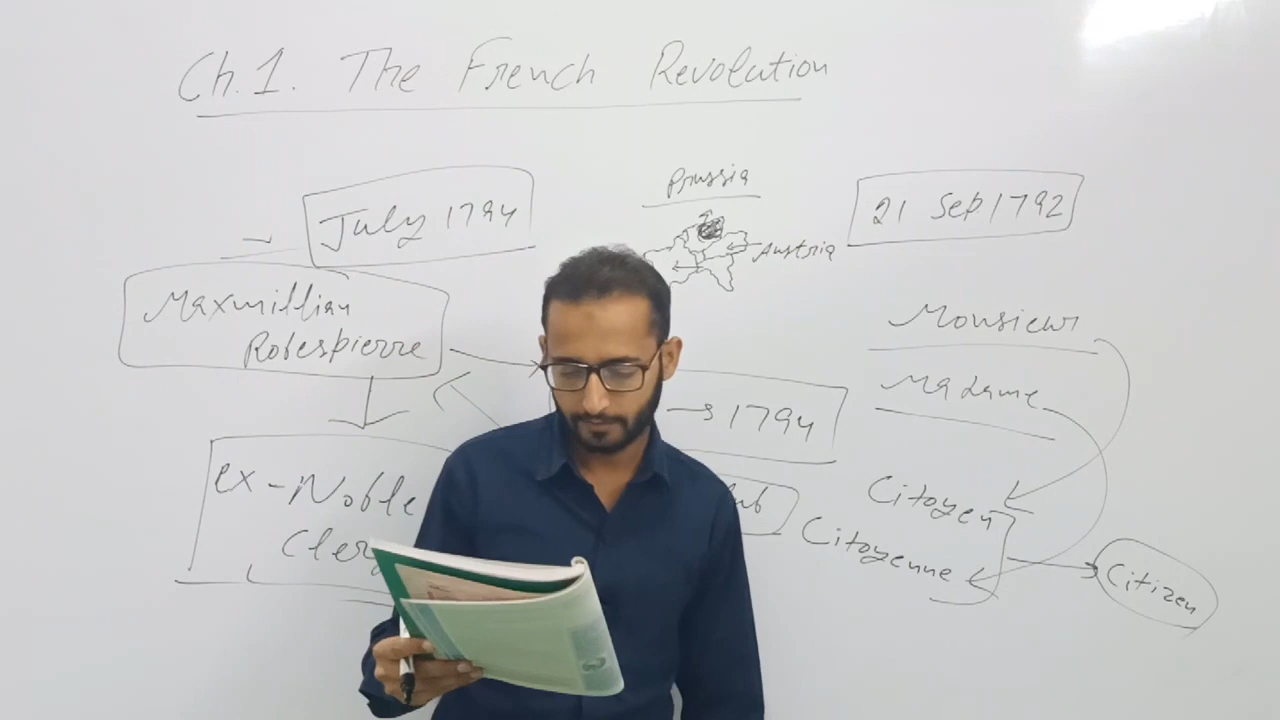 Ch.1. The French Revolution
July 1794
Prussia
Austria
21 Sep 1792
Maxmillian
Robespierre
→ 1794
Monsieur
Madame
ex-Noble
Citoyen
Citoyenne
Citizen